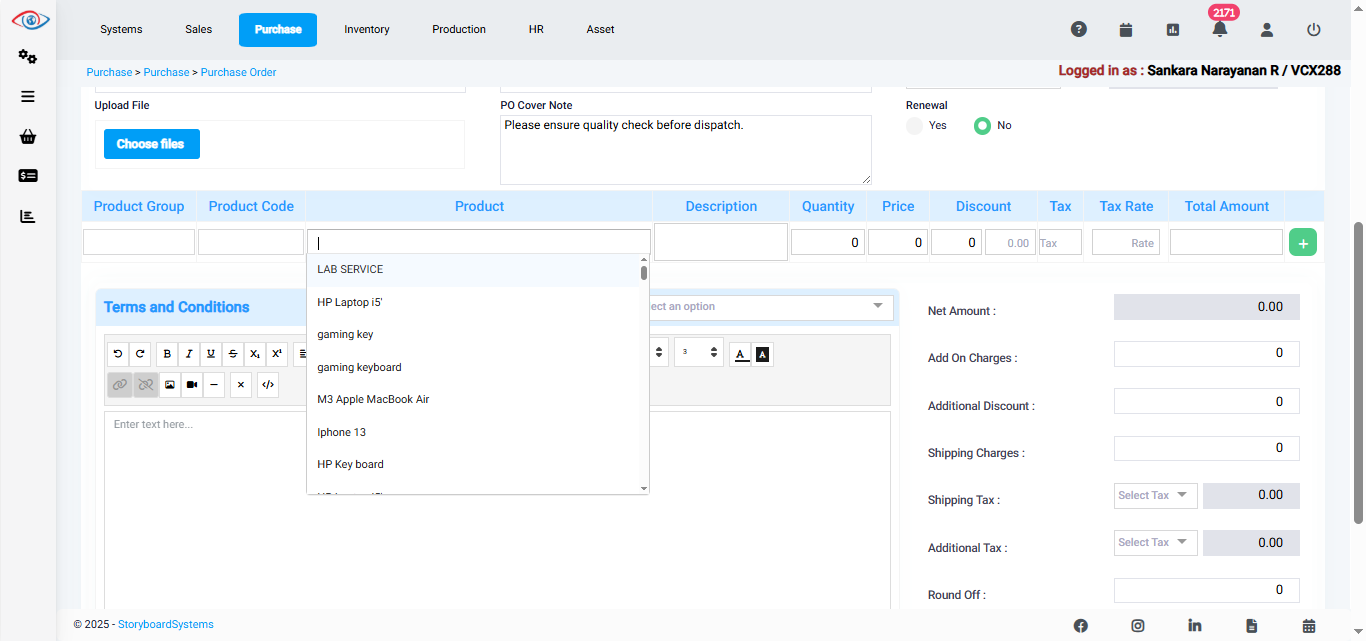 2171
Systems Sales Purchase Inventory Production HR Asset
Purchase > Purchase > Purchase Order
Logged in as : Sankara Narayanan R / VCX288
Upload File PO Cover Note Renewal
Choose files
Please ensure quality check before dispatch.
Yes No
Product Group Product Code Product Description Quantity Price Discount Tax Tax Rate Total Amount
0 0 0 0.00 Tax Rate +
LAB SERVICE
HP Laptop i5'
gaming key
gaming keyboard
M3 Apple MacBook Air
Iphone 13
HP Key board
Terms and Conditions
ect an option
B I U S X₁ X¹
3 A A
Enter text here...
Net Amount : 0.00
Add On Charges : 0
Additional Discount : 0
Shipping Charges : 0
Shipping Tax : Select Tax 0.00
Additional Tax : Select Tax 0.00
Round Off : 0
© 2025 - StoryboardSystems